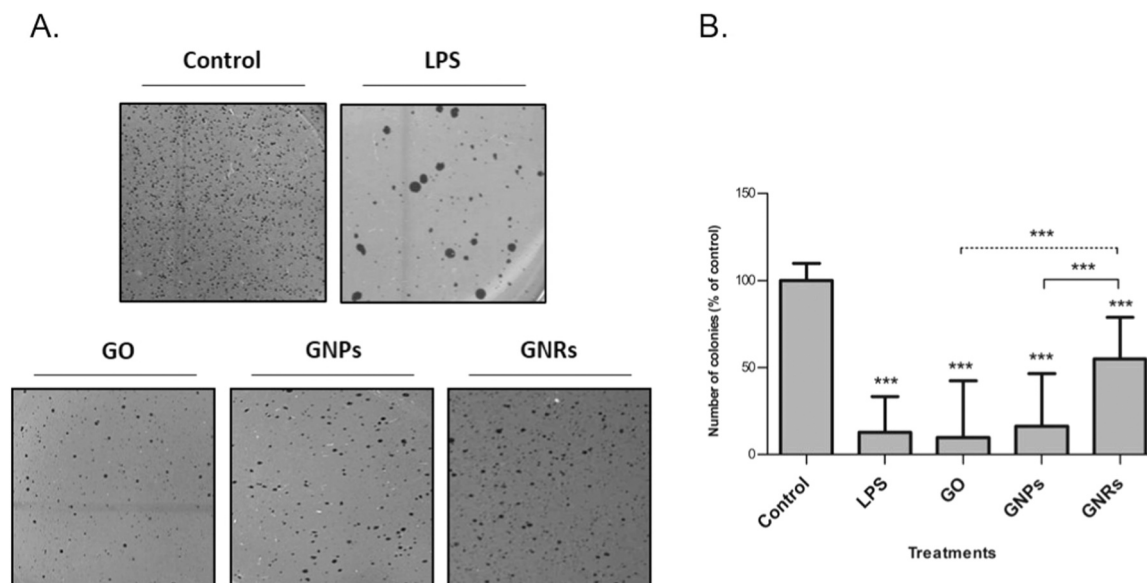 A.
Control LPS
GO GNPs GNRs
B.
Number of colonies (% of control)
150
100
50
0
***
***
***
***
***
***
Control LPS GO GNPs GNRs
Treatments